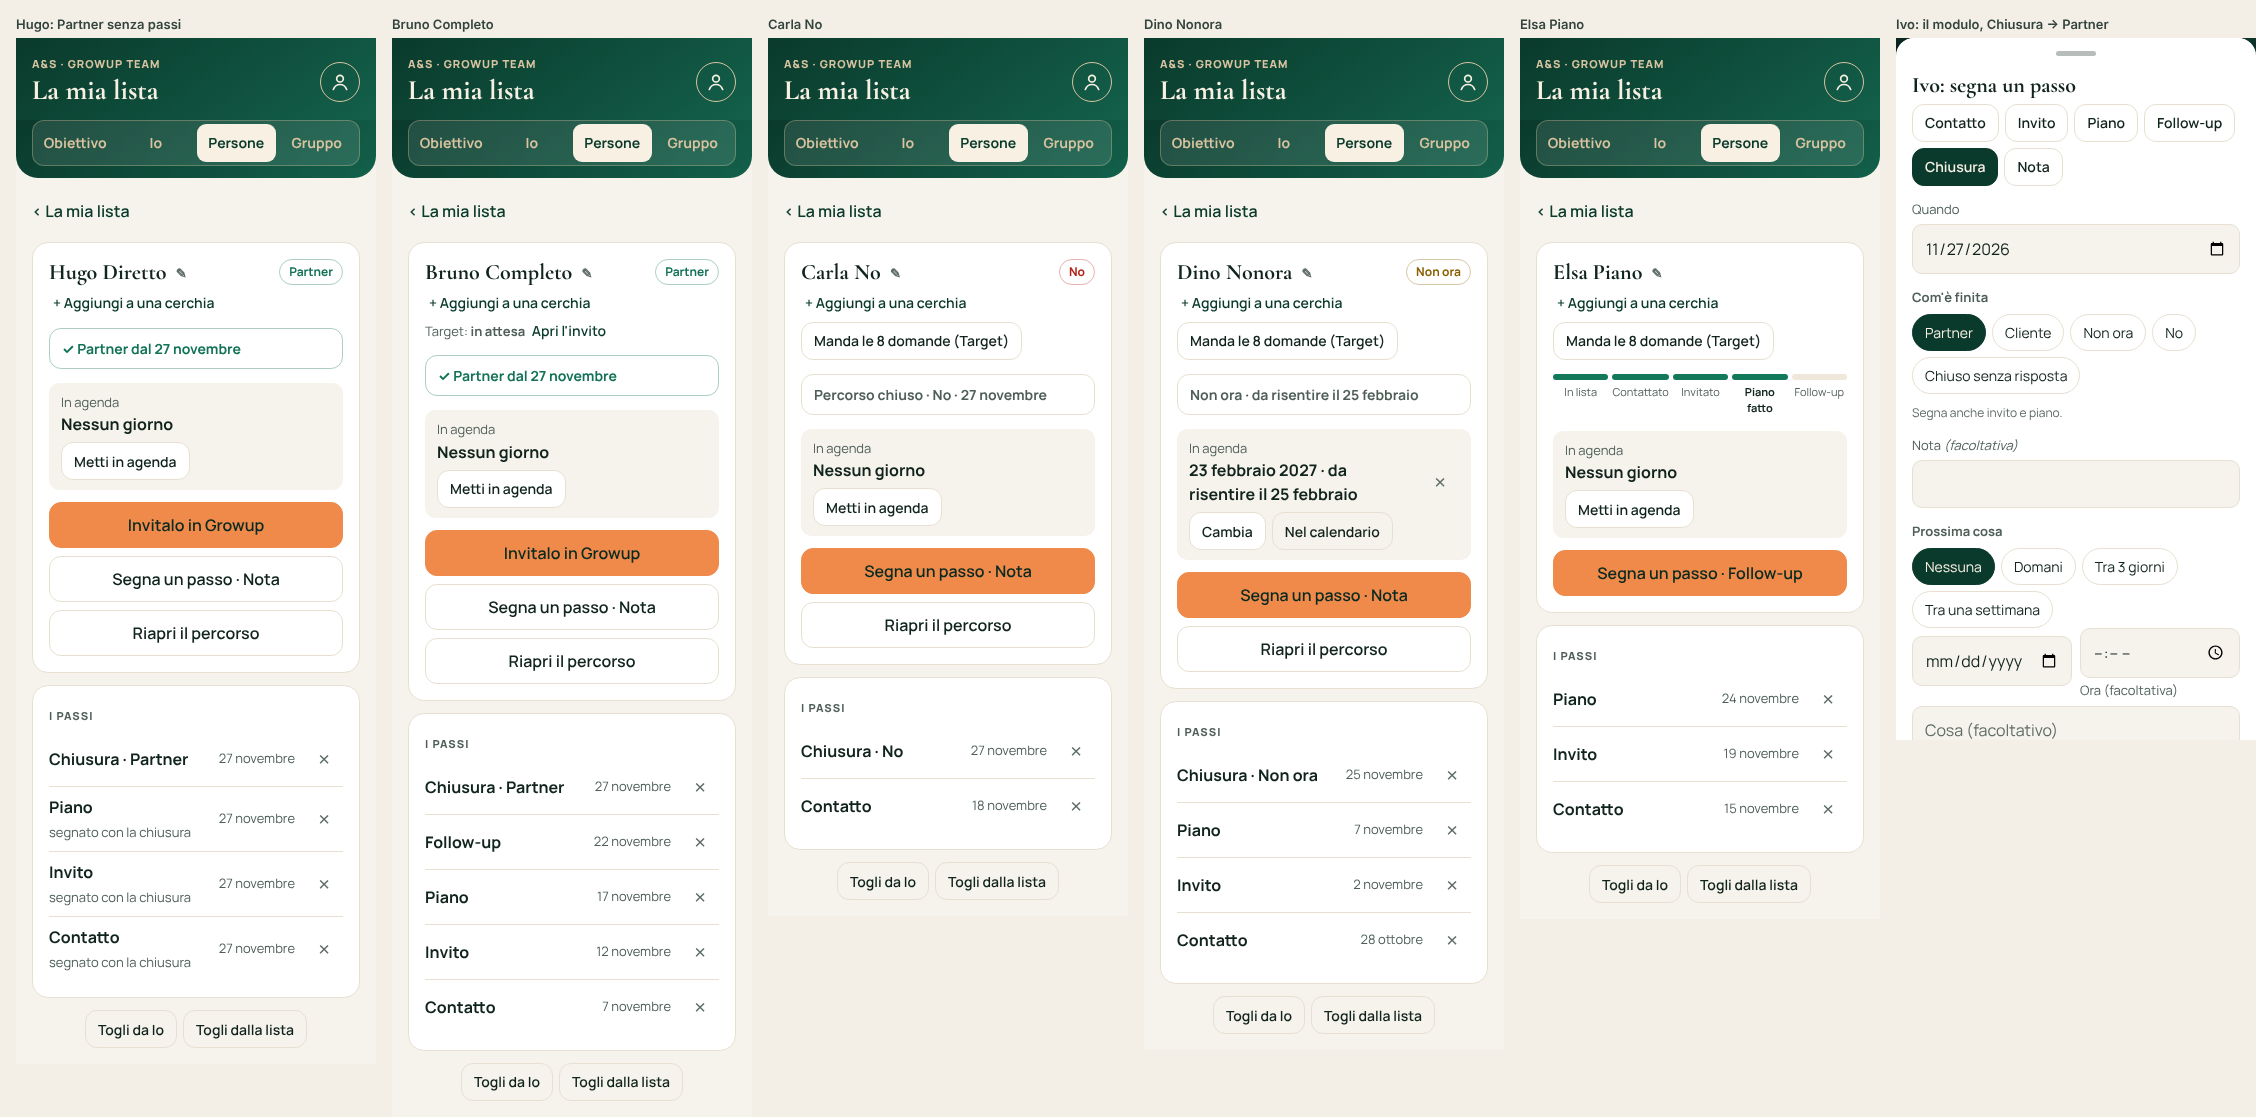 Hugo: Partner senza passi
A&S · GROWUP TEAM
La mia lista
Obiettivo Io Persone Gruppo
‹ La mia lista
Hugo Diretto ✎ Partner
+ Aggiungi a una cerchia
✓ Partner dal 27 novembre
In agenda
Nessun giorno
Metti in agenda
Invitalo in Growup
Segna un passo · Nota
Riapri il percorso
I PASSI
Chiusura · Partner 27 novembre ×
Piano
segnato con la chiusura 27 novembre ×
Invito
segnato con la chiusura 27 novembre ×
Contatto
segnato con la chiusura 27 novembre ×
Togli da Io Togli dalla lista
Bruno Completo
A&S · GROWUP TEAM
La mia lista
Obiettivo Io Persone Gruppo
‹ La mia lista
Bruno Completo ✎ Partner
+ Aggiungi a una cerchia
Target: in attesa Apri l'invito
✓ Partner dal 27 novembre
In agenda
Nessun giorno
Metti in agenda
Invitalo in Growup
Segna un passo · Nota
Riapri il percorso
I PASSI
Chiusura · Partner 27 novembre ×
Follow-up 22 novembre ×
Piano 17 novembre ×
Invito 12 novembre ×
Contatto 7 novembre ×
Togli da Io Togli dalla lista
Carla No
A&S · GROWUP TEAM
La mia lista
Obiettivo Io Persone Gruppo
‹ La mia lista
Carla No ✎ No
+ Aggiungi a una cerchia
Manda le 8 domande (Target)
Percorso chiuso · No · 27 novembre
In agenda
Nessun giorno
Metti in agenda
Segna un passo · Nota
Riapri il percorso
I PASSI
Chiusura · No 27 novembre ×
Contatto 18 novembre ×
Togli da Io Togli dalla lista
Dino Nonora
A&S · GROWUP TEAM
La mia lista
Obiettivo Io Persone Gruppo
‹ La mia lista
Dino Nonora ✎ Non ora
+ Aggiungi a una cerchia
Manda le 8 domande (Target)
Non ora · da risentire il 25 febbraio
In agenda
23 febbraio 2027 · da
risentire il 25 febbraio ×
Cambia Nel calendario
Segna un passo · Nota
Riapri il percorso
I PASSI
Chiusura · Non ora 25 novembre ×
Piano 7 novembre ×
Invito 2 novembre ×
Contatto 28 ottobre ×
Togli da Io Togli dalla lista
Elsa Piano
A&S · GROWUP TEAM
La mia lista
Obiettivo Io Persone Gruppo
‹ La mia lista
Elsa Piano ✎
+ Aggiungi a una cerchia
Manda le 8 domande (Target)
In lista Contattato Invitato Piano fatto Follow-up
In agenda
Nessun giorno
Metti in agenda
Segna un passo · Follow-up
I PASSI
Piano 24 novembre ×
Invito 19 novembre ×
Contatto 15 novembre ×
Togli da Io Togli dalla lista
Ivo: il modulo, Chiusura → Partner
Ivo: segna un passo
Contatto Invito Piano Follow-up
Chiusura Nota
Quando
11/27/2026
Com'è finita
Partner Cliente Non ora No
Chiuso senza risposta
Segna anche invito e piano.
Nota (facoltativa)
Prossima cosa
Nessuna Domani Tra 3 giorni
Tra una settimana
mm/dd/yyyy --:-- --
Ora (facoltativa)
Cosa (facoltativo)